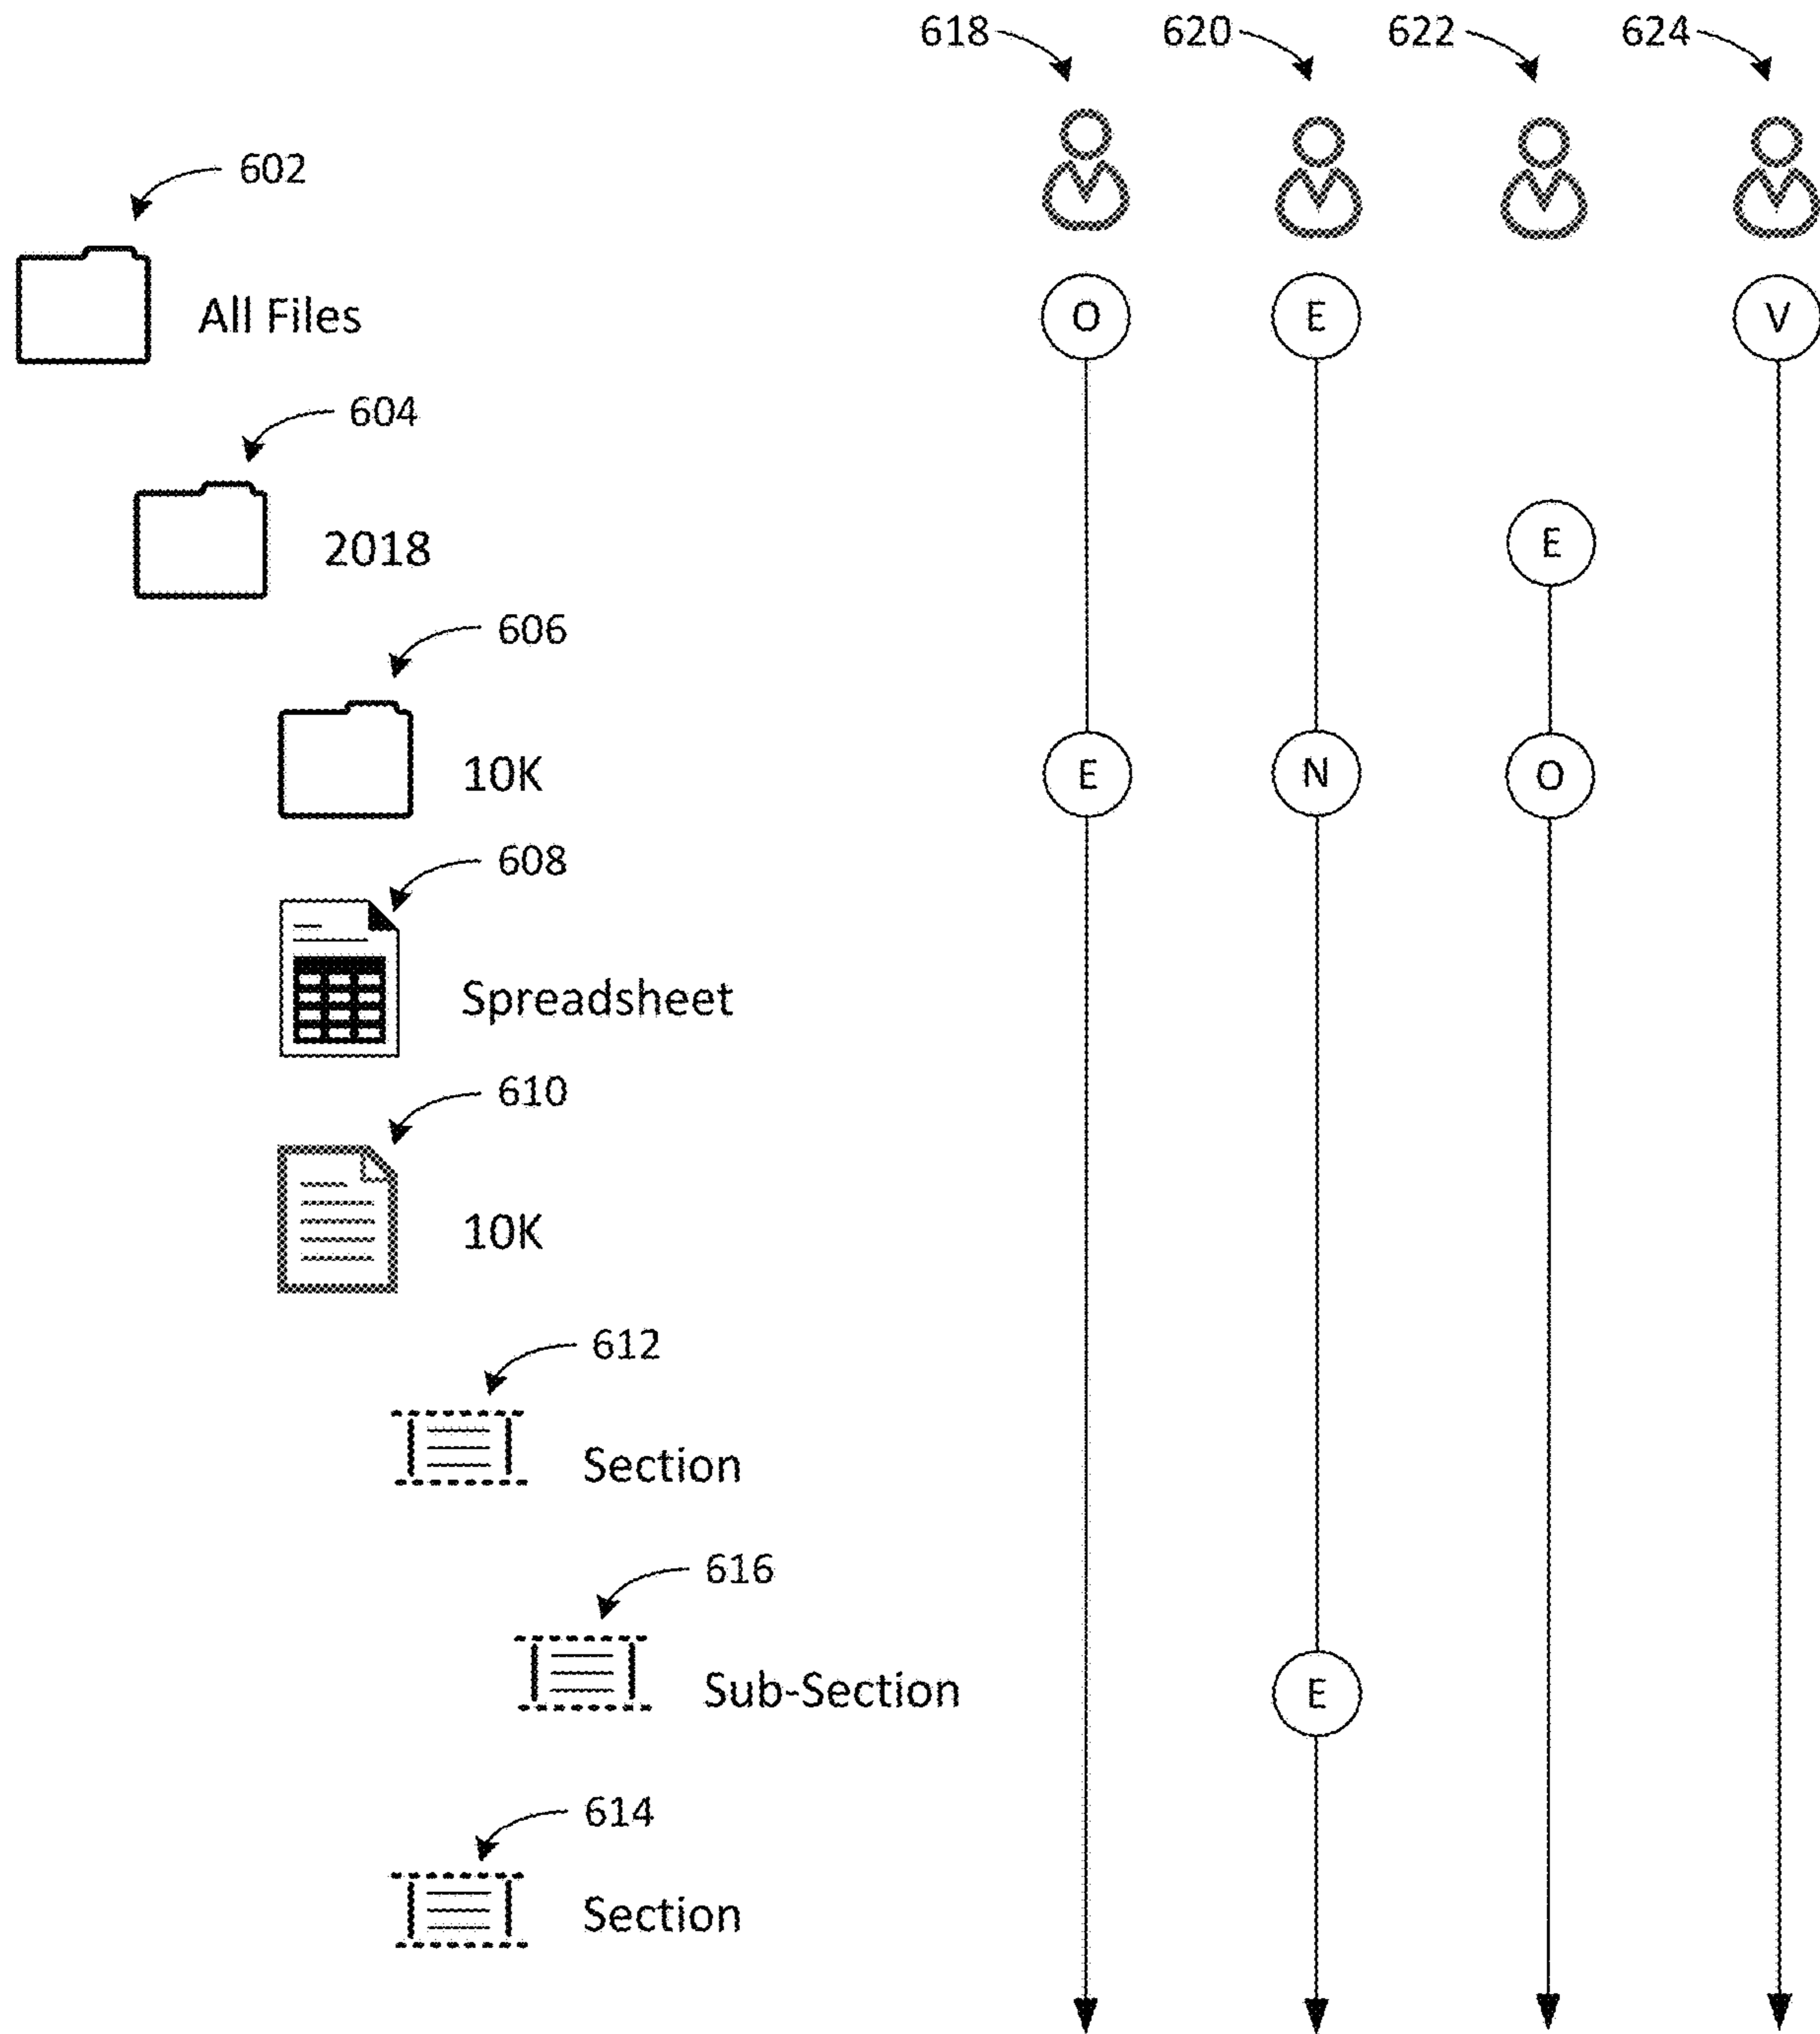 618 620 622 624
602
All Files O E V
604
2018 E
606
10K E N O
608
Spreadsheet
610
10K
612
Section
616
Sub-Section E
614
Section